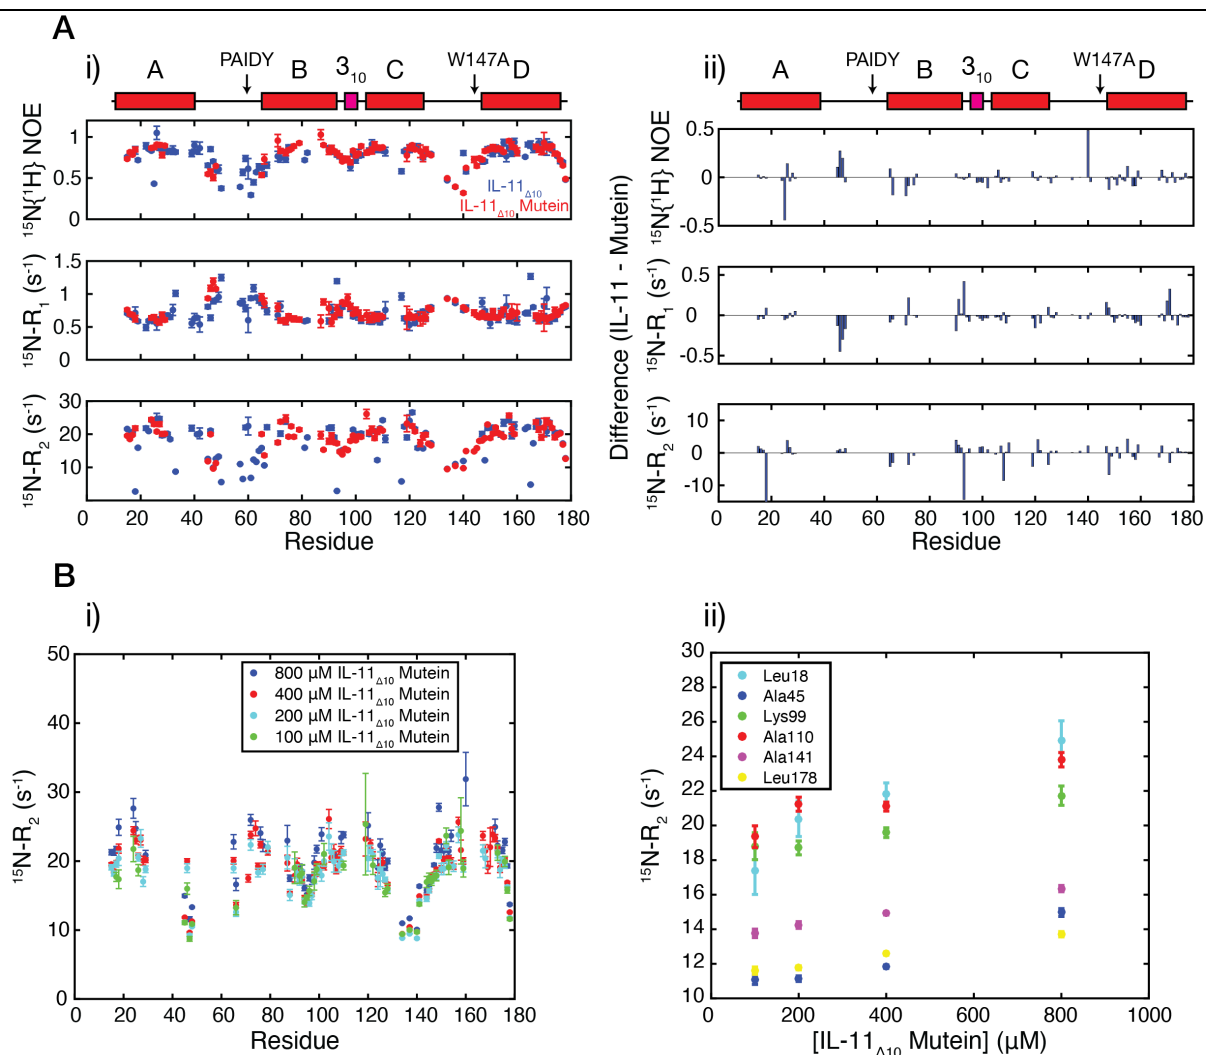 A
i)
A
PAIDY
B
3₁₀
C
W147A
D
¹⁵N{¹H} NOE
1
0.5
0
IL-11Δ10
IL-11Δ10 Mutein
¹⁵N-R₁ (s⁻¹)
1.5
1
0.5
0
¹⁵N-R₂ (s⁻¹)
30
20
10
0 20 40 60 80 100 120 140 160 180
Residue
ii)
A
PAIDY
B
3₁₀
C
W147A
D
Difference (IL-11 - Mutein)
¹⁵N{¹H} NOE
0.5
0
-0.5
¹⁵N-R₁ (s⁻¹)
0.5
0
-0.5
¹⁵N-R₂ (s⁻¹)
10
0
-10
0 20 40 60 80 100 120 140 160 180
Residue
B
i)
¹⁵N-R₂ (s⁻¹)
50
40
30
20
10
0
800 µM IL-11Δ10 Mutein
400 µM IL-11Δ10 Mutein
200 µM IL-11Δ10 Mutein
100 µM IL-11Δ10 Mutein
0 20 40 60 80 100 120 140 160 180
Residue
ii)
¹⁵N-R₂ (s⁻¹)
30
28
26
24
22
20
18
16
14
12
10
Leu18
Ala45
Lys99
Ala110
Ala141
Leu178
0 200 400 600 800 1000
[IL-11Δ10 Mutein] (µM)